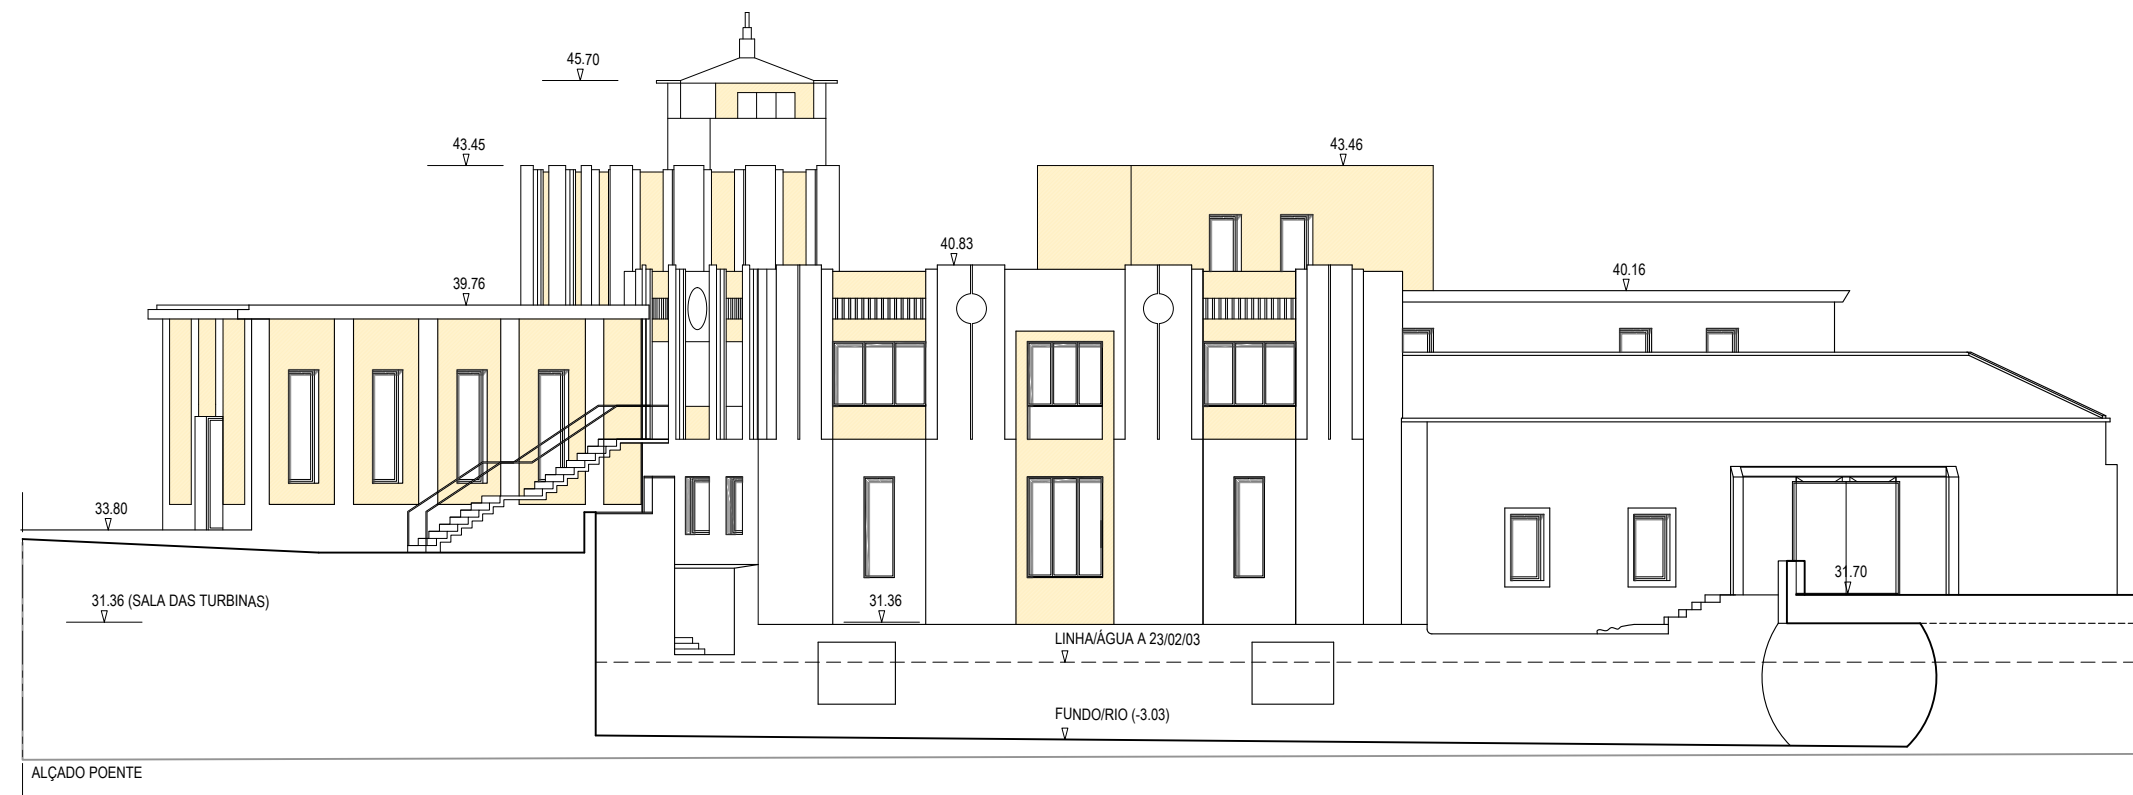 45.70
43.45
43.46
40.83
40.16
39.76
33.80
31.70
31.36 (SALA DAS TURBINAS)
31.36
LINHA/ÁGUA A 23/02/03
FUNDO/RIO (-3.03)
ALÇADO POENTE